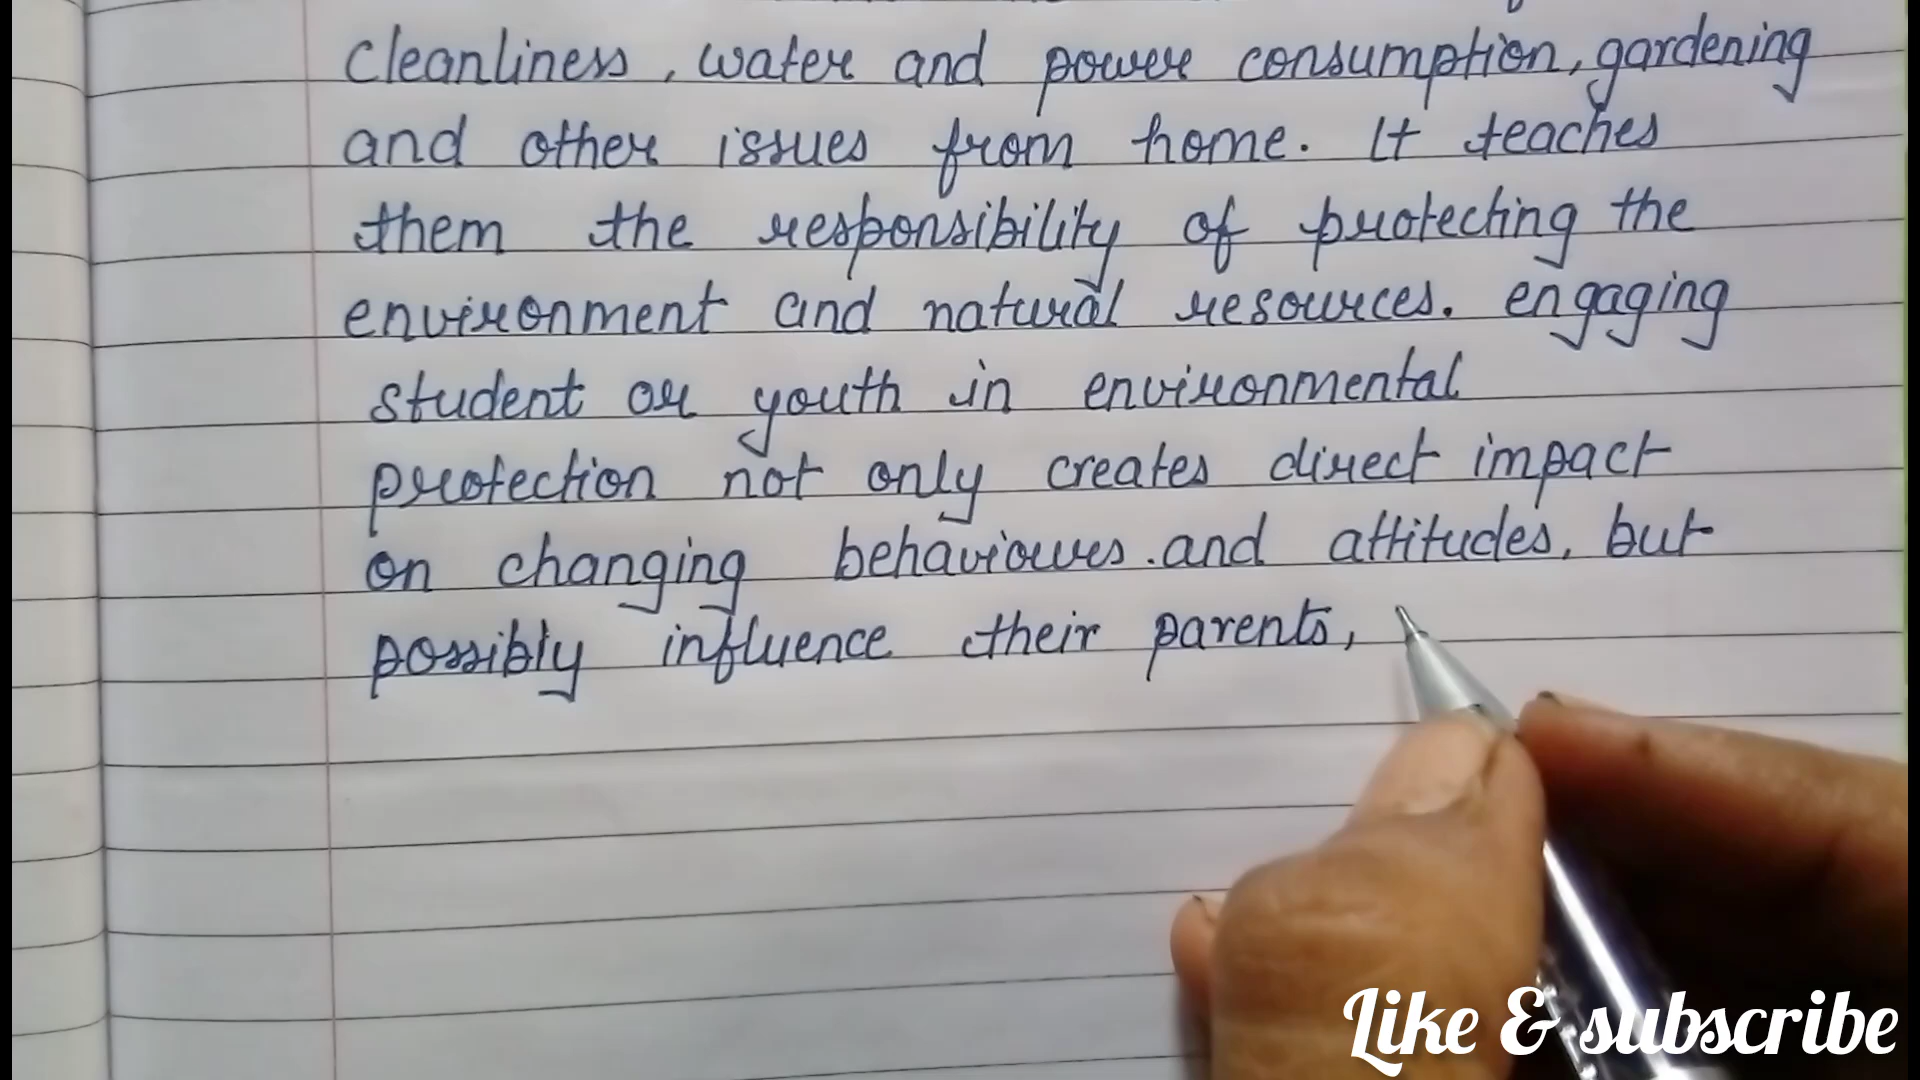 cleanliness, water and power consumption, gardening
and other issues from home. It teaches
them the responsibility of protecting the
environment and natural resources. engaging
student or youth in environmental
protection not only creates direct impact
on changing behaviours.and attitudes, but
possibly influence their parents,
Like & subscribe